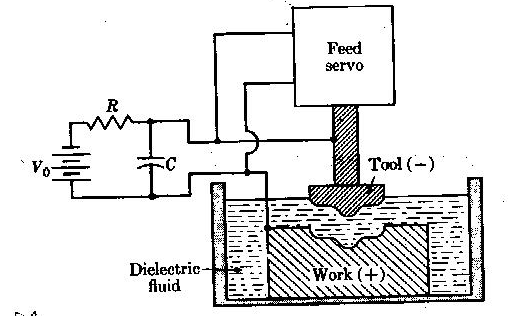 Feed
servo
R
V0
C
Tool (−)
Dielectric
fluid
Work (+)